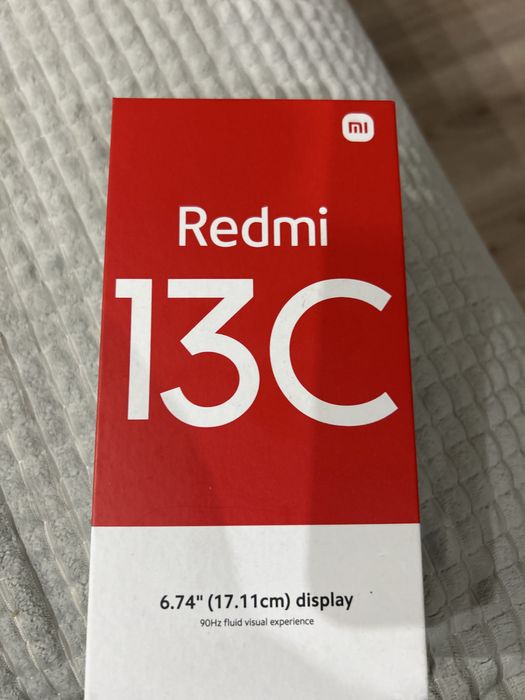 mi
Redmi
13C
6.74" (17.11cm) display
90Hz fluid visual experience